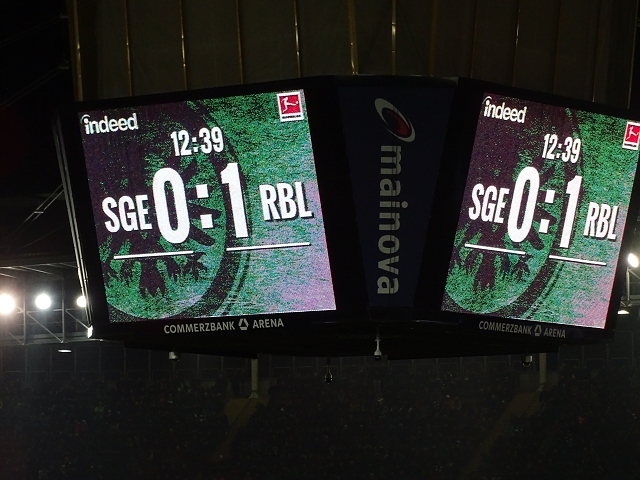 indeed
12:39
SGE 0:1 RBL
COMMERZBANK ARENA
mainova
indeed
12:39
SGE 0:1 RBL
COMMERZBANK ARENA